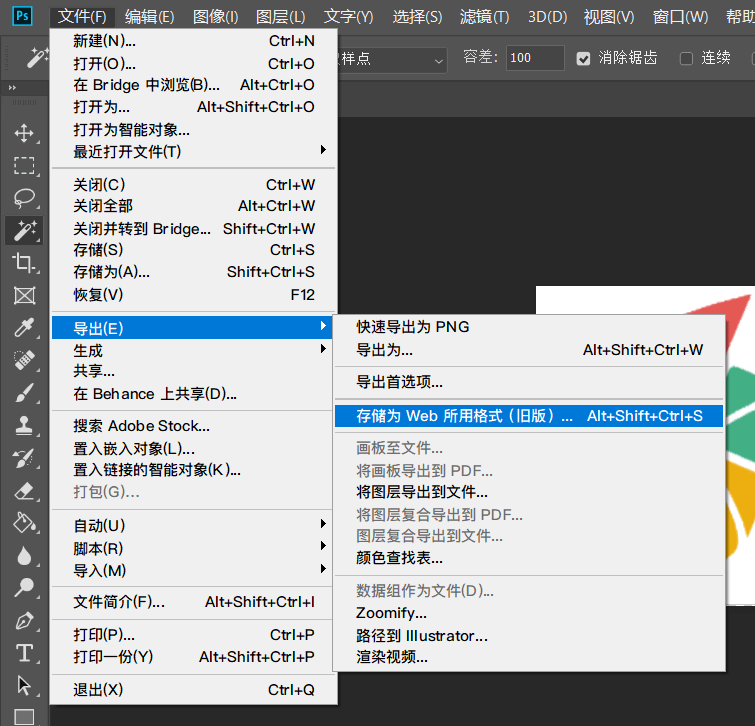 Ps 文件(F) 编辑(E) 图像(I) 图层(L) 文字(Y) 选择(S) 滤镜(T) 3D(D) 视图(V) 窗口(W) 帮助
样点 容差: 100 消除锯齿 连续
新建(N)... Ctrl+N
打开(O)... Ctrl+O
在 Bridge 中浏览(B)... Alt+Ctrl+O
打开为... Alt+Shift+Ctrl+O
打开为智能对象...
最近打开文件(T)
关闭(C) Ctrl+W
关闭全部 Alt+Ctrl+W
关闭并转到 Bridge... Shift+Ctrl+W
存储(S) Ctrl+S
存储为(A)... Shift+Ctrl+S
恢复(V) F12
导出(E)
生成
共享...
在 Behance 上共享(D)...
搜索 Adobe Stock...
置入嵌入对象(L)...
置入链接的智能对象(K)...
打包(G)...
自动(U)
脚本(R)
导入(M)
文件简介(F)... Alt+Shift+Ctrl+I
打印(P)... Ctrl+P
打印一份(Y) Alt+Shift+Ctrl+P
退出(X) Ctrl+Q
快速导出为 PNG
导出为... Alt+Shift+Ctrl+W
导出首选项...
存储为 Web 所用格式（旧版）... Alt+Shift+Ctrl+S
画板至文件...
将画板导出到 PDF...
将图层导出到文件...
将图层复合导出到 PDF...
图层复合导出到文件...
颜色查找表...
数据组作为文件(D)...
Zoomify...
路径到 Illustrator...
渲染视频...